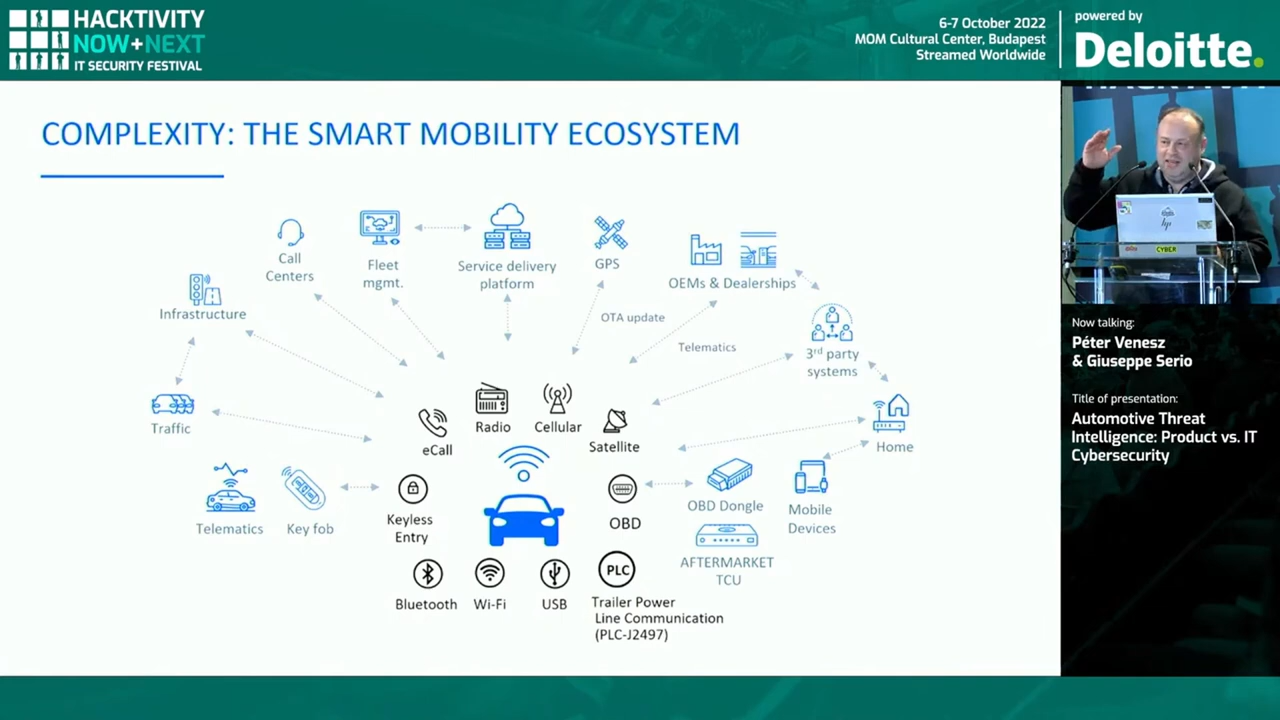 HACKTIVITY
NOW+NEXT
IT SECURITY FESTIVAL
6-7 October 2022
MOM Cultural Center, Budapest
Streamed Worldwide
powered by
Deloitte.
COMPLEXITY: THE SMART MOBILITY ECOSYSTEM
Call
Centers
Fleet
mgmt.
Service delivery
platform
GPS
OEMs & Dealerships
Infrastructure
OTA update
Telematics
3rd party
systems
Traffic
eCall
Radio
Cellular
Satellite
Home
Telematics
Key fob
Keyless
Entry
OBD
OBD Dongle
Mobile
Devices
AFTERMARKET
TCU
Bluetooth
Wi-Fi
USB
PLC
Trailer Power
Line Communication
(PLC-J2497)
HACKTIVITY
hp
CYBER
Now talking:
Péter Venesz
& Giuseppe Serio
Title of presentation:
Automotive Threat
Intelligence: Product vs. IT
Cybersecurity